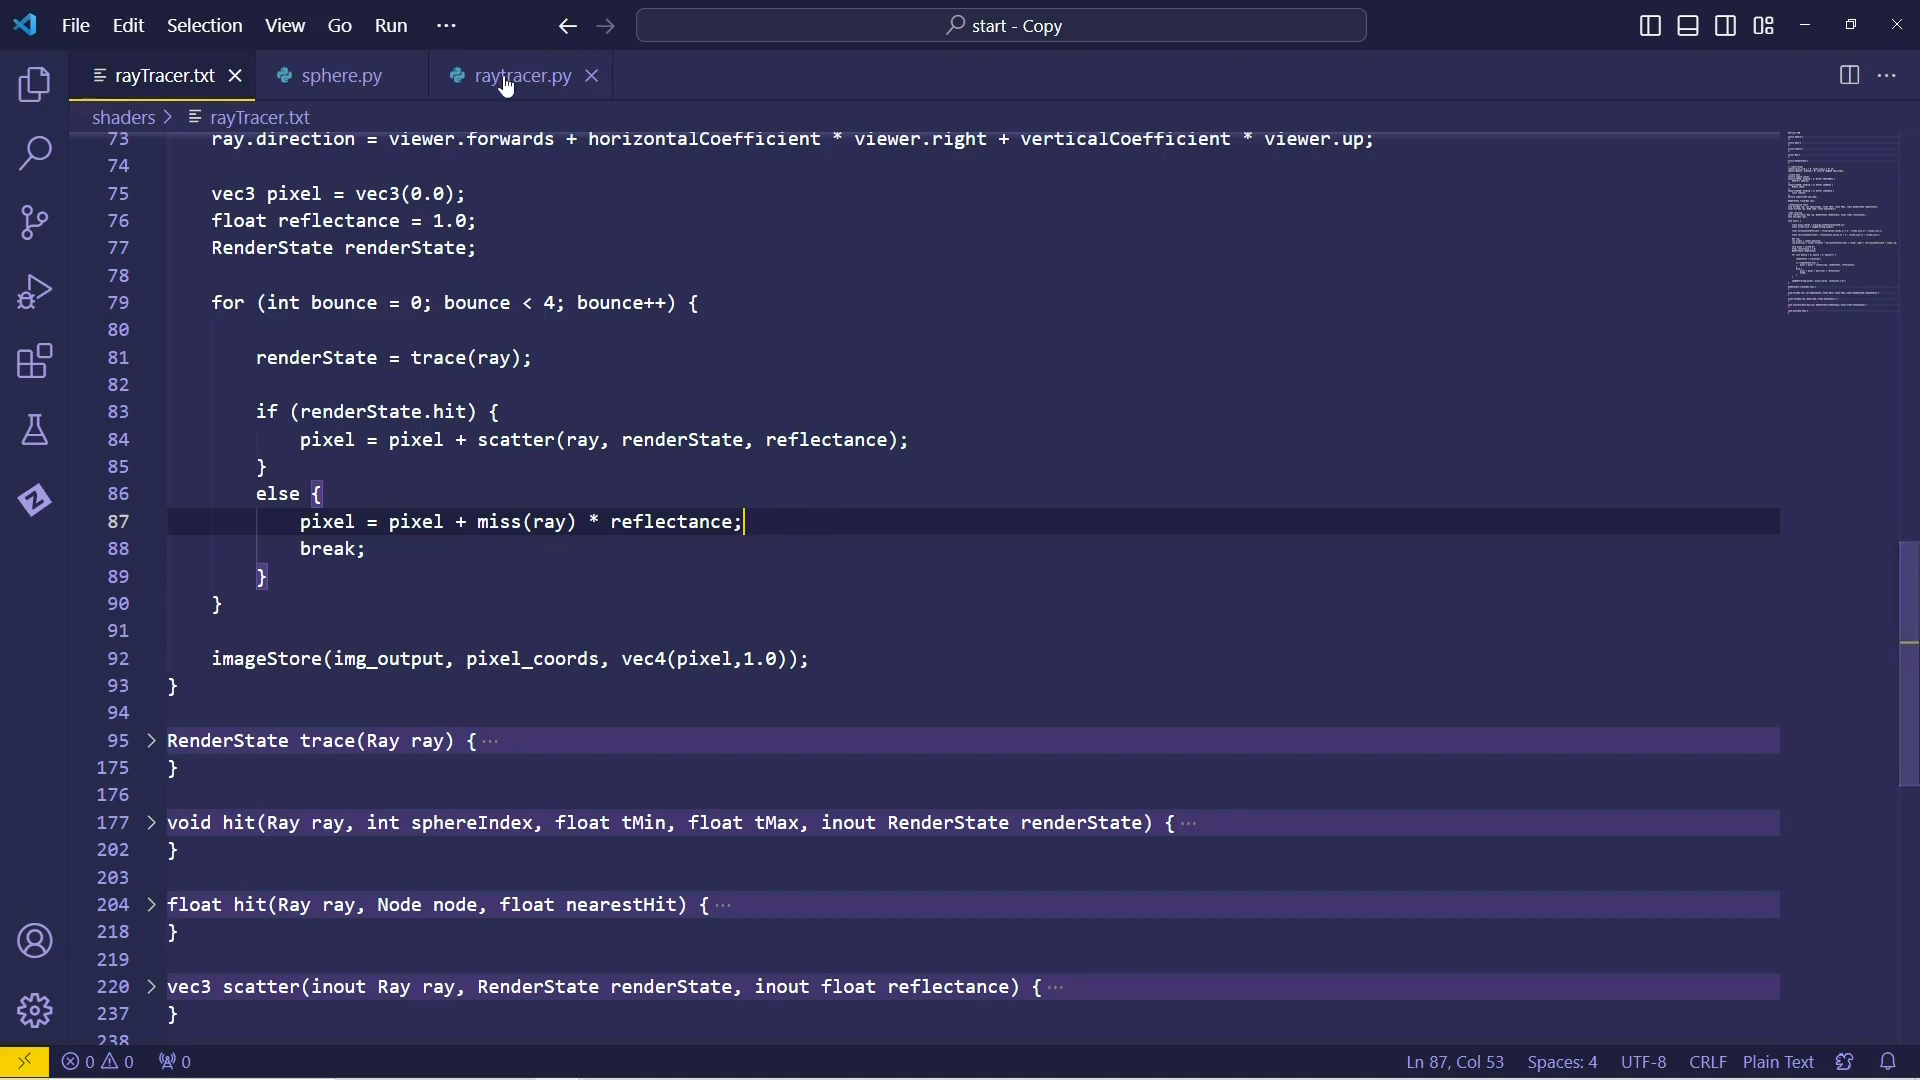 File Edit Selection View Go Run ··· start - Copy
rayTracer.txt sphere.py raytracer.py
shaders > rayTracer.txt
73 ray.direction = viewer.forwards + horizontalCoefficient * viewer.right + verticalCoefficient * viewer.up;
74
75 vec3 pixel = vec3(0.0);
76 float reflectance = 1.0;
77 RenderState renderState;
78
79 for (int bounce = 0; bounce < 4; bounce++) {
80
81 renderState = trace(ray);
82
83 if (renderState.hit) {
84 pixel = pixel + scatter(ray, renderState, reflectance);
85 }
86 else {
87 pixel = pixel + miss(ray) * reflectance;
88 break;
89 }
90 }
91
92 imageStore(img_output, pixel_coords, vec4(pixel,1.0));
93 }
94
95 > RenderState trace(Ray ray) { ···
175 }
176
177 > void hit(Ray ray, int sphereIndex, float tMin, float tMax, inout RenderState renderState) { ···
202 }
203
204 > float hit(Ray ray, Node node, float nearestHit) { ···
218 }
219
220 > vec3 scatter(inout Ray ray, RenderState renderState, inout float reflectance) { ···
237 }
238
0 0 0 Ln 87, Col 53 Spaces: 4 UTF-8 CRLF Plain Text